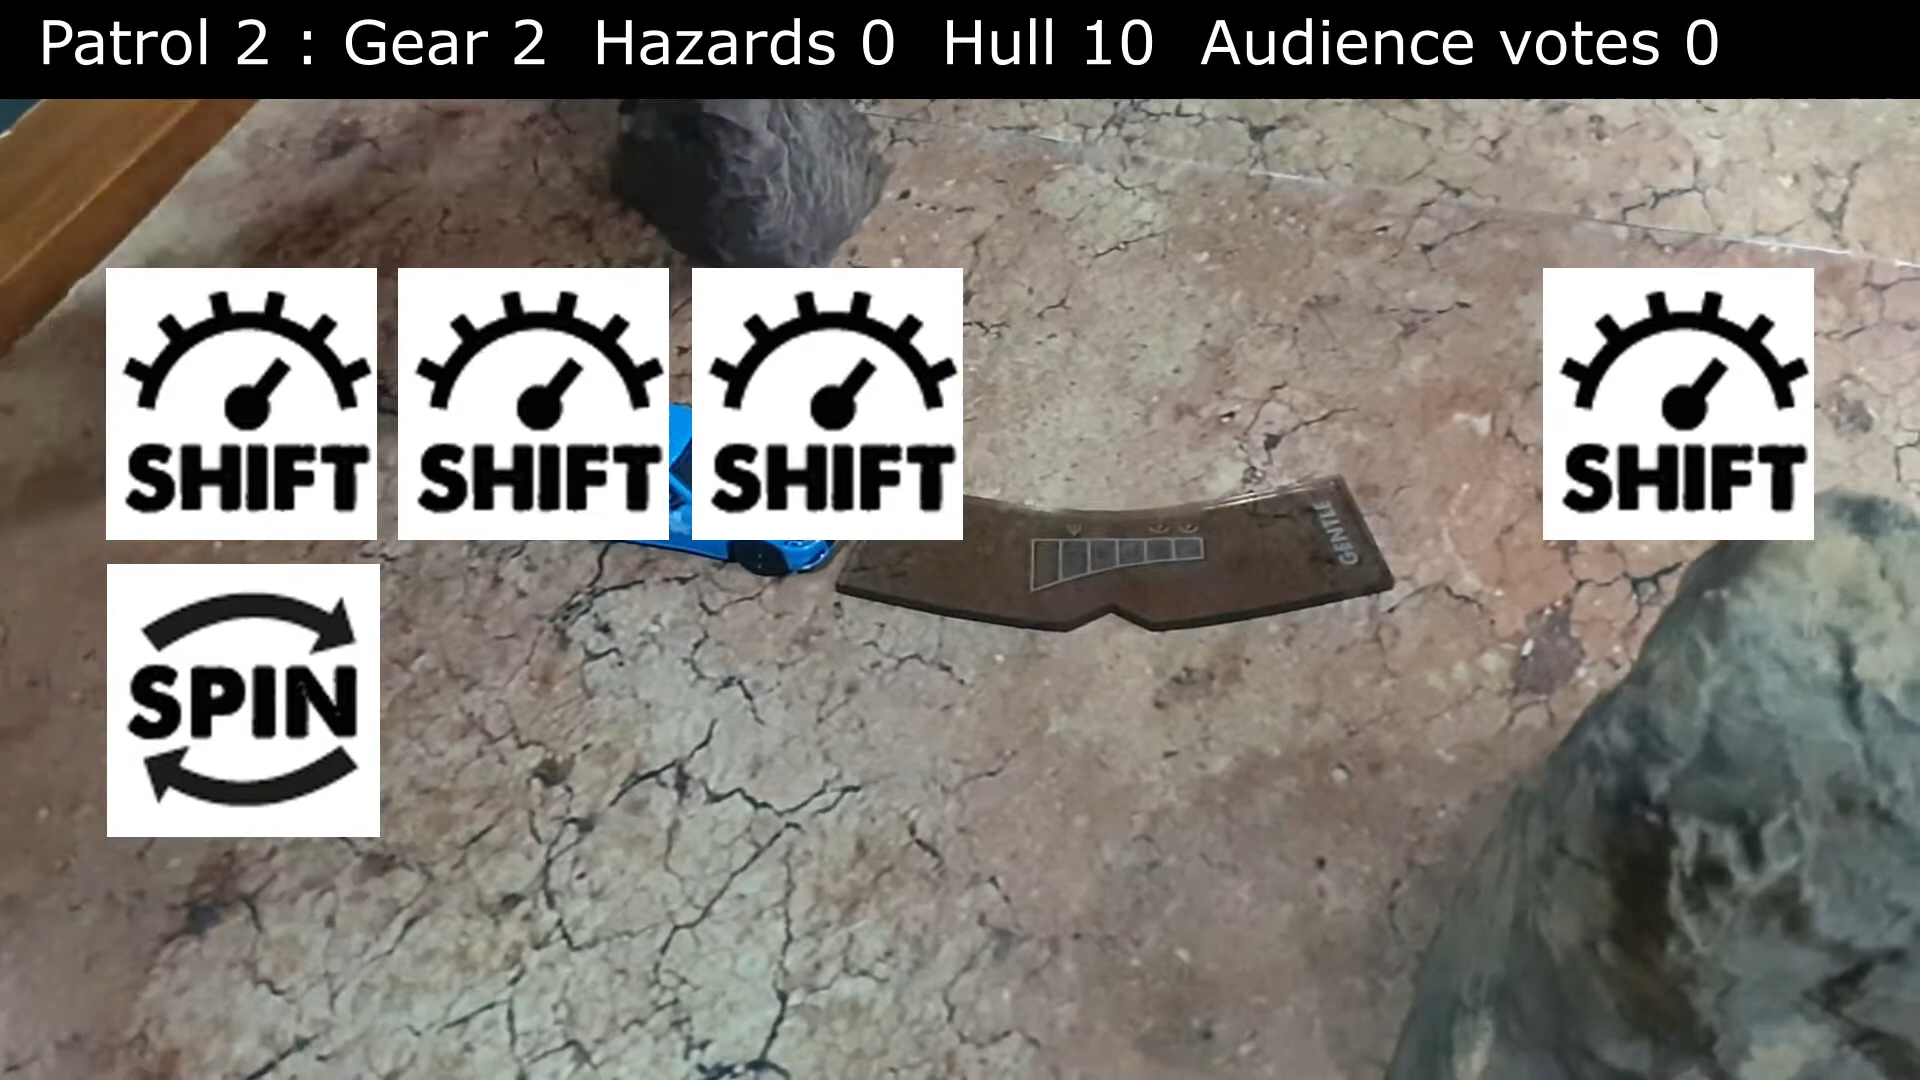 Patrol 2 : Gear 2 Hazards 0 Hull 10 Audience votes 0
SHIFT SHIFT SHIFT SHIFT
GENTLE
SPIN